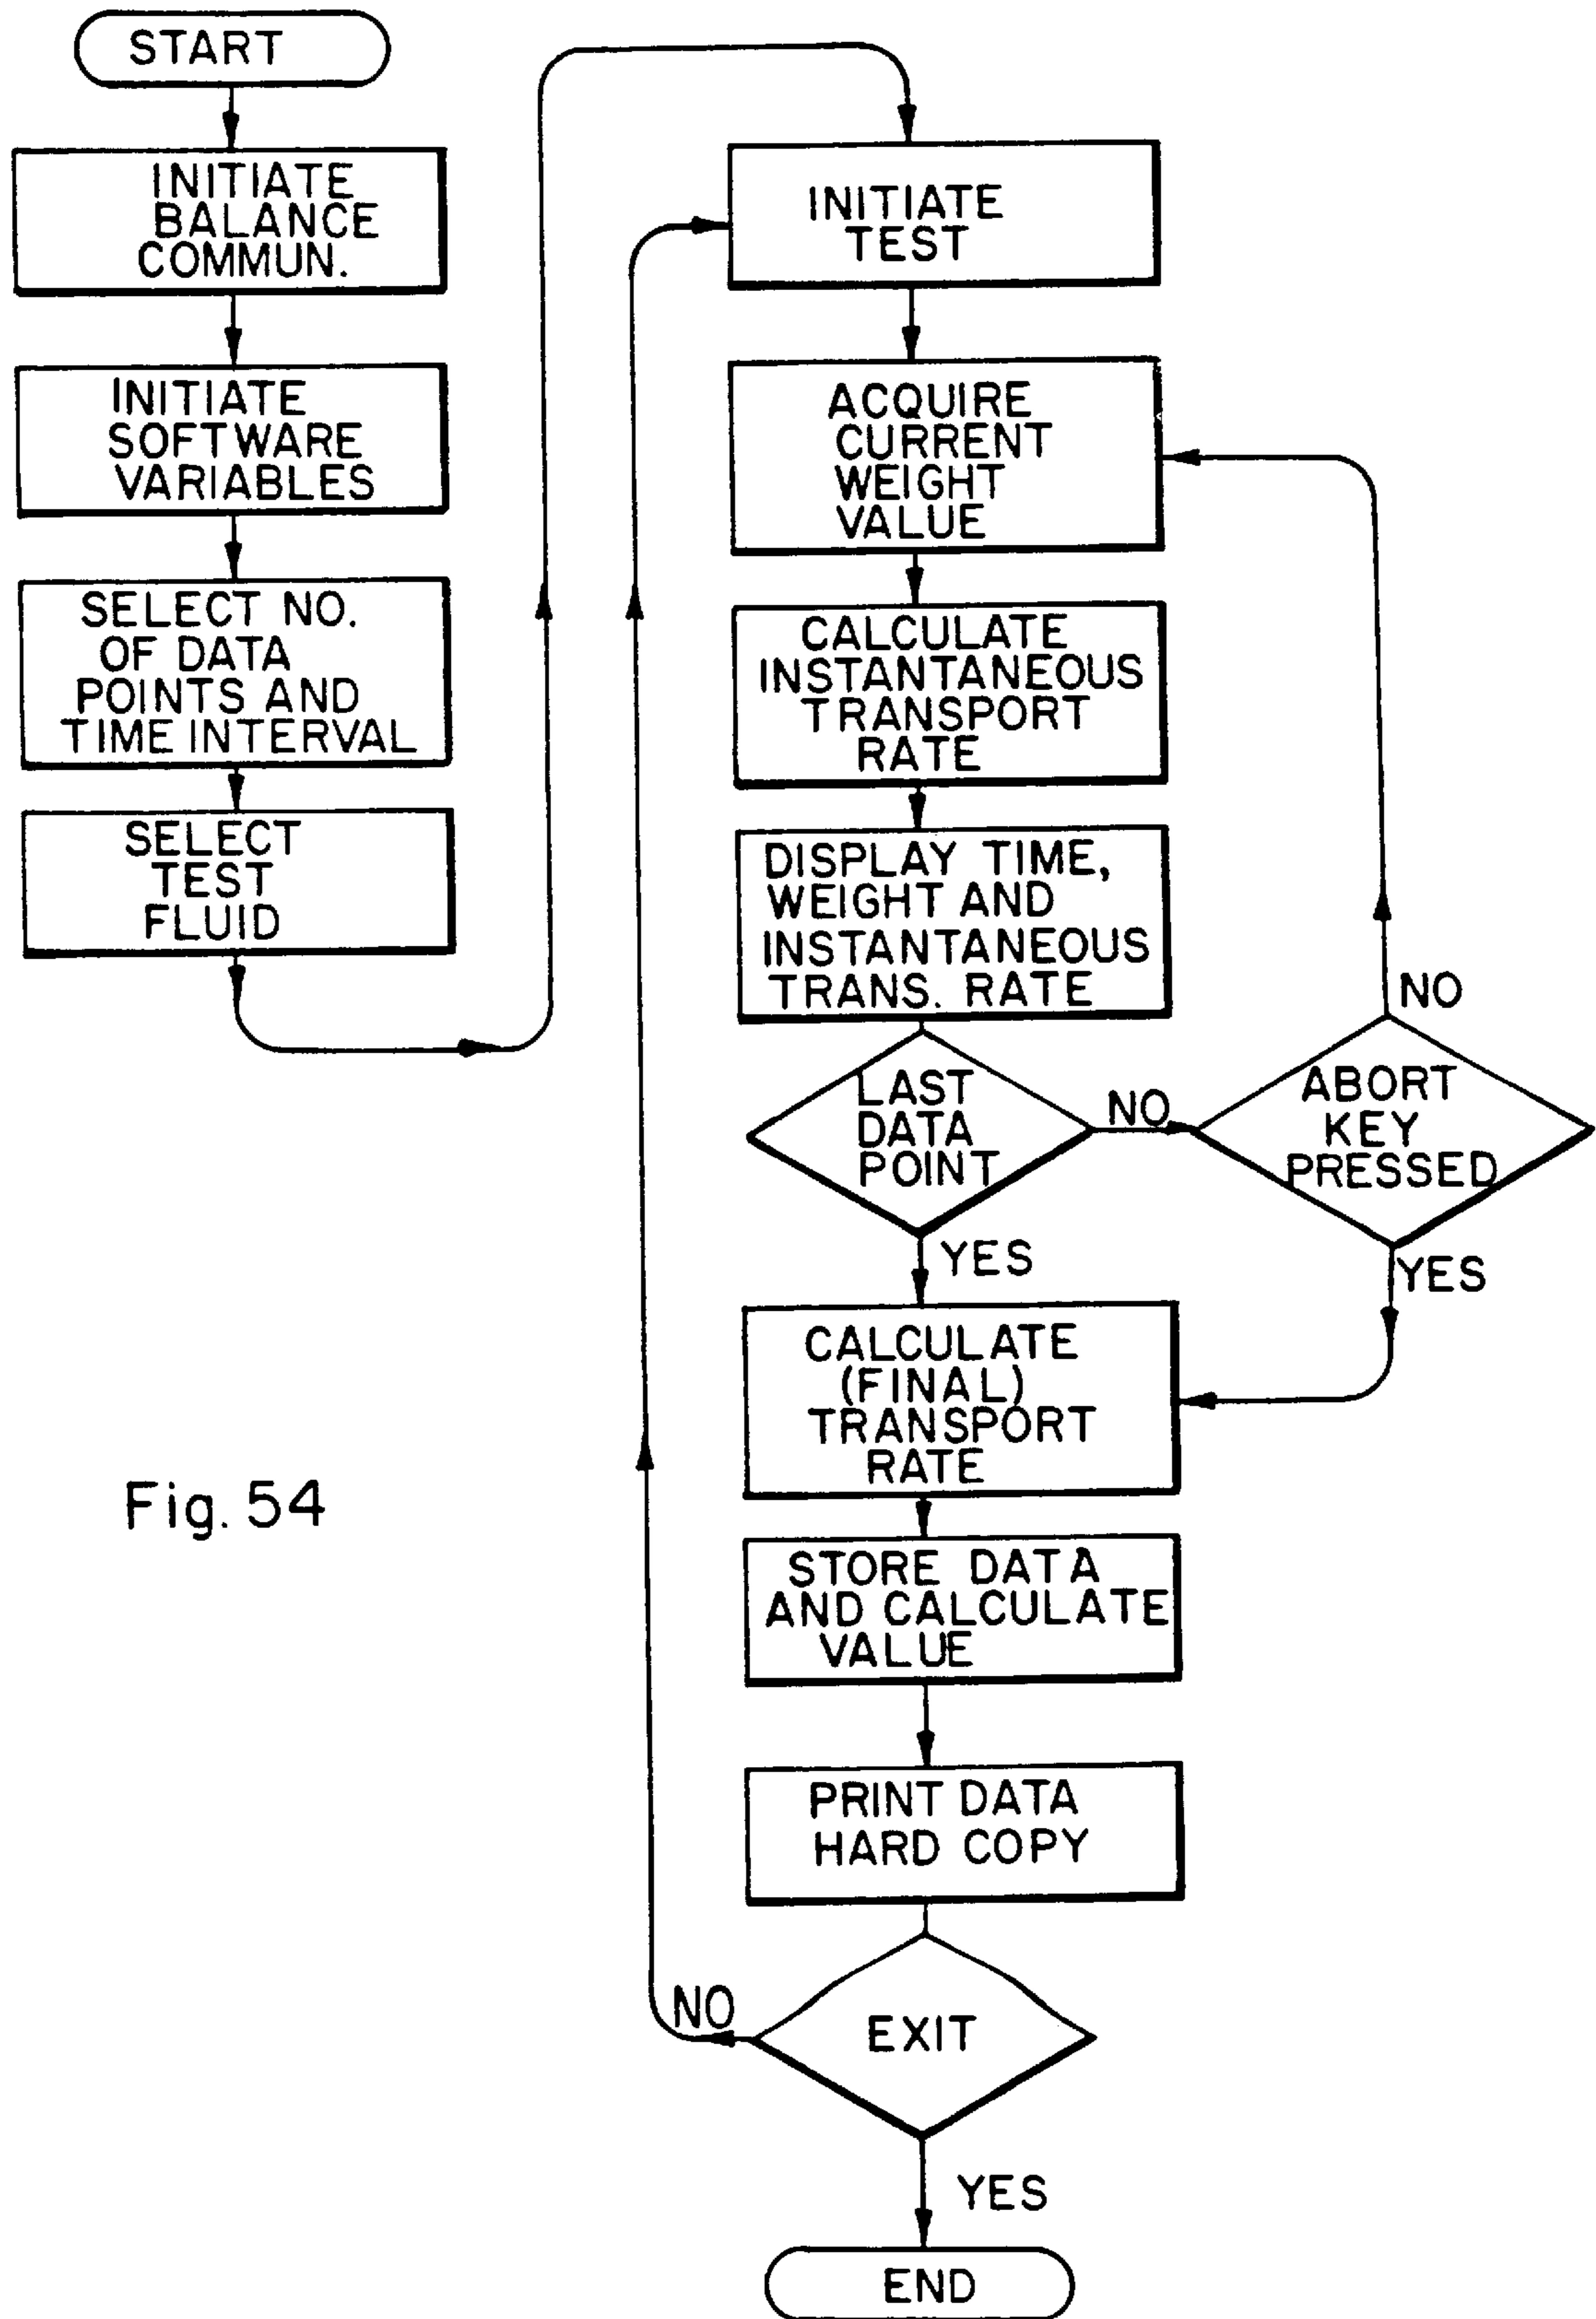 START
INITIATE
BALANCE
COMMUN.
INITIATE
SOFTWARE
VARIABLES
SELECT NO.
OF DATA
POINTS AND
TIME INTERVAL
SELECT
TEST
FLUID
INITIATE
TEST
ACQUIRE
CURRENT
WEIGHT
VALUE
CALCULATE
INSTANTANEOUS
TRANSPORT
RATE
DISPLAY TIME,
WEIGHT AND
INSTANTANEOUS
TRANS. RATE
LAST
DATA
POINT
NO
ABORT
KEY
PRESSED
NO
YES
YES
CALCULATE
(FINAL)
TRANSPORT
RATE
STORE DATA
AND CALCULATE
VALUE
PRINT DATA
HARD COPY
EXIT
NO
YES
END
Fig. 54